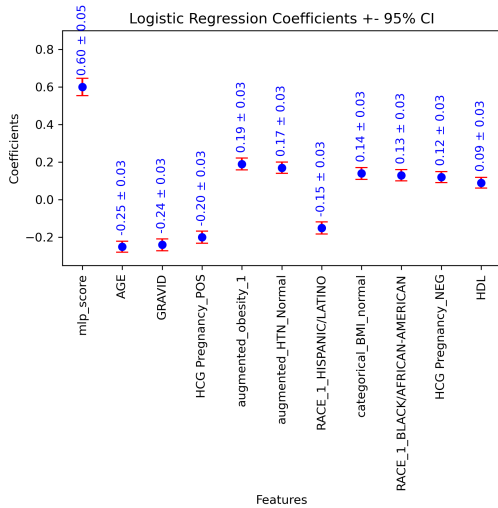 Logistic Regression Coefficients +- 95% CI
0.60 ± 0.05
-0.25 ± 0.03
-0.24 ± 0.03
-0.20 ± 0.03
0.19 ± 0.03
0.17 ± 0.03
-0.15 ± 0.03
0.14 ± 0.03
0.13 ± 0.03
0.12 ± 0.03
0.09 ± 0.03
Coefficients
0.8
0.6
0.4
0.2
0.0
−0.2
mlp_score
AGE
GRAVID
HCG Pregnancy_POS
augmented_obesity_1
augmented_HTN_Normal
RACE_1_HISPANIC/LATINO
categorical_BMI_normal
RACE_1_BLACK/AFRICAN-AMERICAN
HCG Pregnancy_NEG
HDL
Features